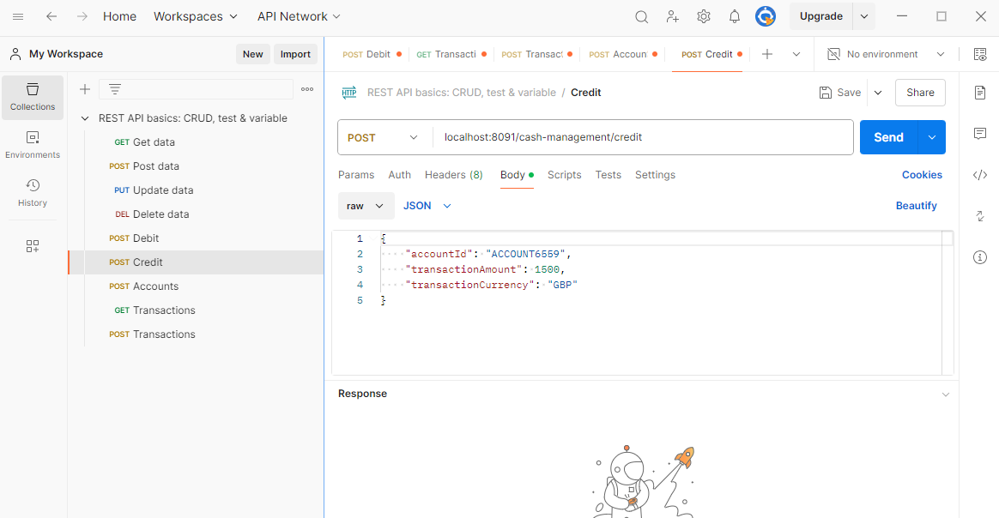 Home Workspaces API Network Upgrade
My Workspace New Import
POST Debit GET Transacti POST Transact POST Accoun POST Credit No environment
Collections
Environments
History
REST API basics: CRUD, test & variable
GET Get data
POST Post data
PUT Update data
DEL Delete data
POST Debit
POST Credit
POST Accounts
GET Transactions
POST Transactions
HTTP REST API basics: CRUD, test & variable / Credit Save Share
POST localhost:8091/cash-management/credit Send
Params Auth Headers (8) Body Scripts Tests Settings Cookies
raw JSON Beautify
1 {
2 "accountId": "ACCOUNT6559",
3 "transactionAmount": 1500,
4 "transactionCurrency": "GBP"
5 }
Response